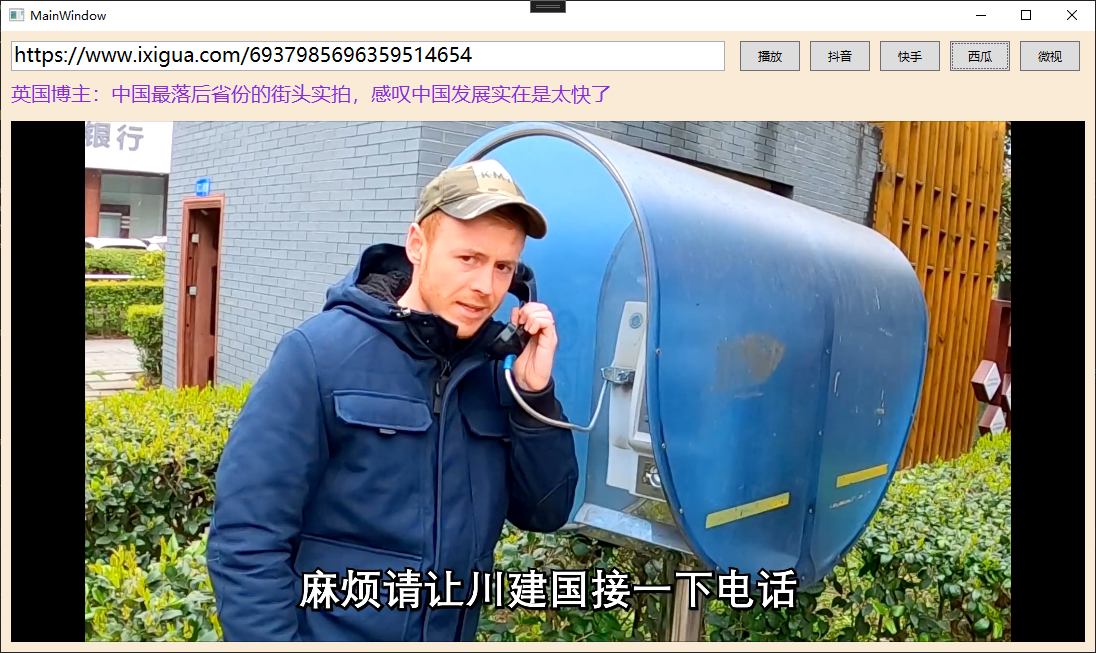 MainWindow
https://www.ixigua.com/6937985696359514654
播放
抖音
快手
西瓜
微视
英国博主：中国最落后省份的街头实拍，感叹中国发展实在是太快了
银行
麻烦请让川建国接一下电话